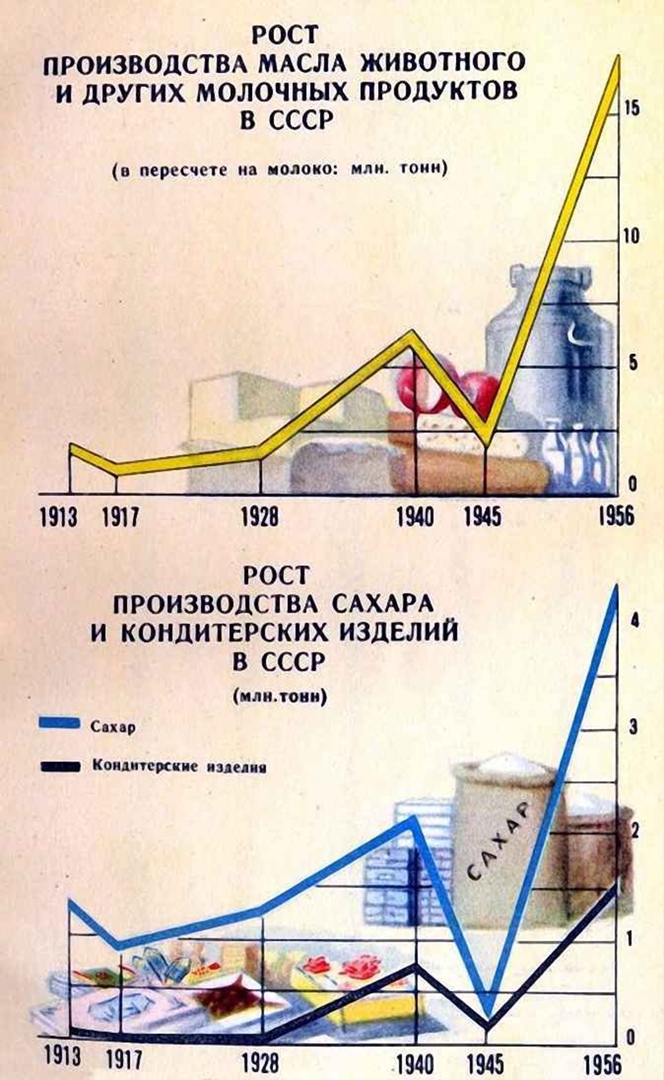 РОСТ
ПРОИЗВОДСТВА МАСЛА ЖИВОТНОГО
И ДРУГИХ МОЛОЧНЫХ ПРОДУКТОВ
В СССР
(в пересчете на молоко: млн. тонн)
15
10
5
0
1913 1917 1928 1940 1945 1956
РОСТ
ПРОИЗВОДСТВА САХАРА
И КОНДИТЕРСКИХ ИЗДЕЛИЙ
В СССР
(млн.тонн)
Сахар
Кондитерские изделия
4
3
2
САХАР
1
0
1913 1917 1928 1940 1945 1956